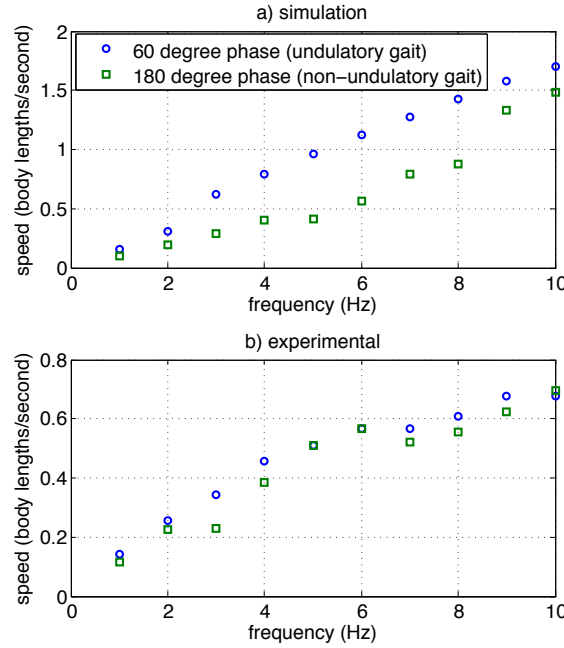 a) simulation
2
60 degree phase (undulatory gait)
180 degree phase (non−undulatory gait)
1.5
1
0.5
0
speed (body lengths/second)
0 2 4 6 8 10
frequency (Hz)
b) experimental
0.8
0.6
0.4
0.2
0
speed (body lengths/second)
0 2 4 6 8 10
frequency (Hz)